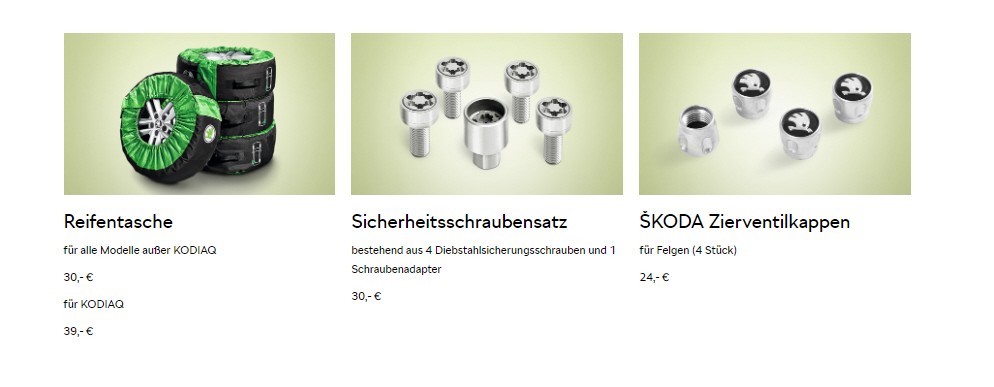 Reifentasche
für alle Modelle außer KODIAQ
30,- €
für KODIAQ
39,- €
Sicherheitsschraubensatz
bestehend aus 4 Diebstahlsicherungsschrauben und 1
Schraubenadapter
30,- €
ŠKODA Zierventilkappen
für Felgen (4 Stück)
24,- €